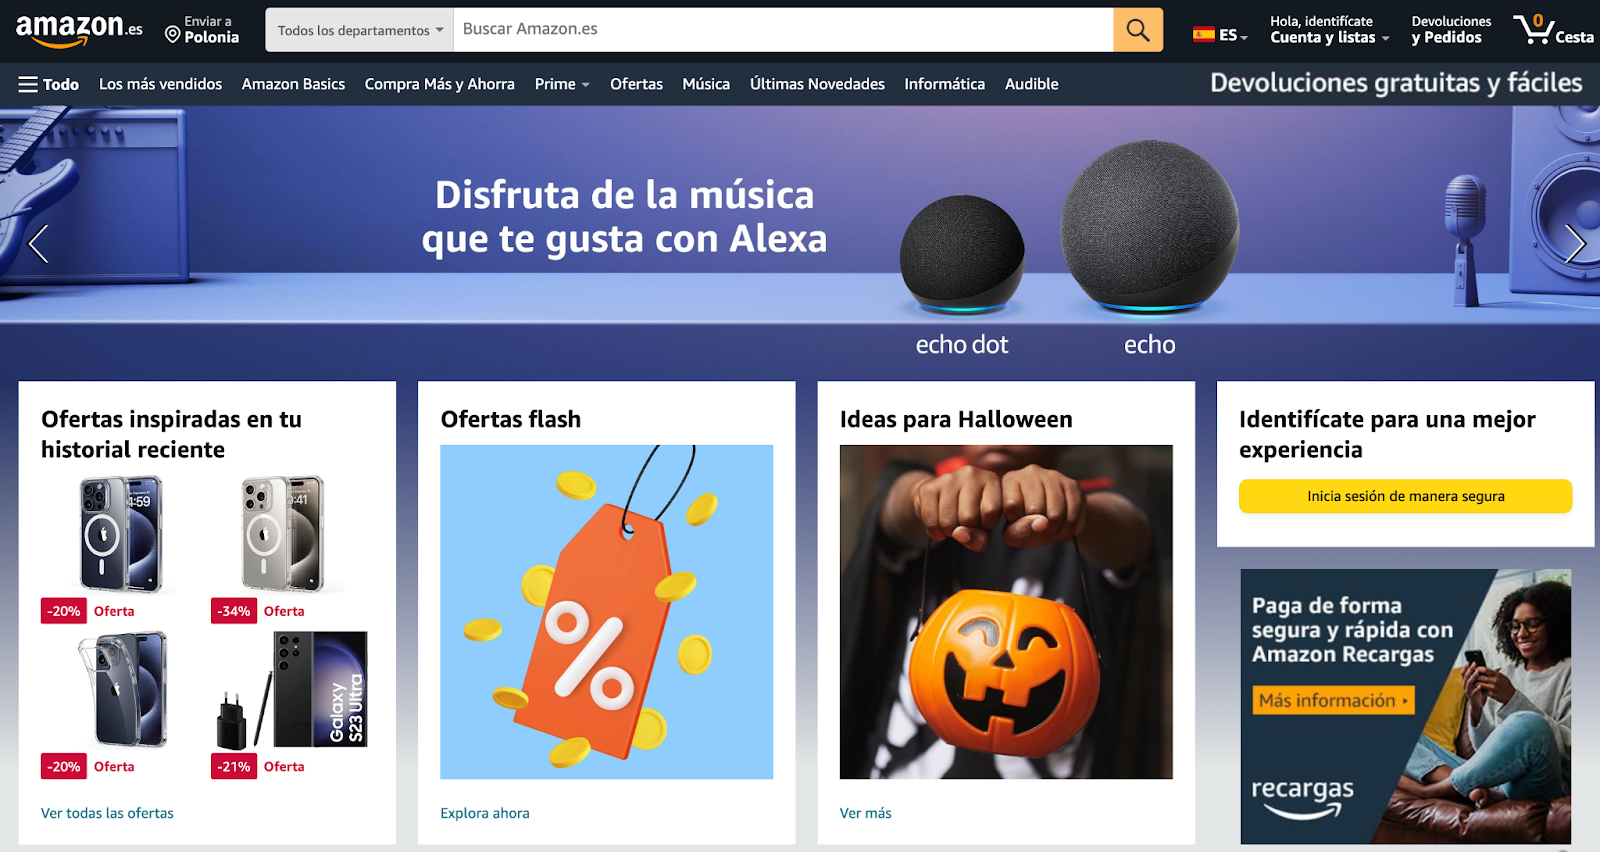 amazon.es
Enviar a
Polonia
Todos los departamentos
Buscar Amazon.es
ES
Hola, identifícate
Cuenta y listas
Devoluciones
y Pedidos
0
Cesta
Todo
Los más vendidos
Amazon Basics
Compra Más y Ahorra
Prime
Ofertas
Música
Últimas Novedades
Informática
Audible
Devoluciones gratuitas y fáciles
Disfruta de la música
que te gusta con Alexa
echo dot
echo
Ofertas inspiradas en tu
historial reciente
-20% Oferta
-34% Oferta
Galaxy
S23 Ultra
-20% Oferta
-21% Oferta
Ver todas las ofertas
Ofertas flash
%
Explora ahora
Ideas para Halloween
Ver más
Identifícate para una mejor
experiencia
Inicia sesión de manera segura
Paga de forma
segura y rápida con
Amazon Recargas
Más información
recargas